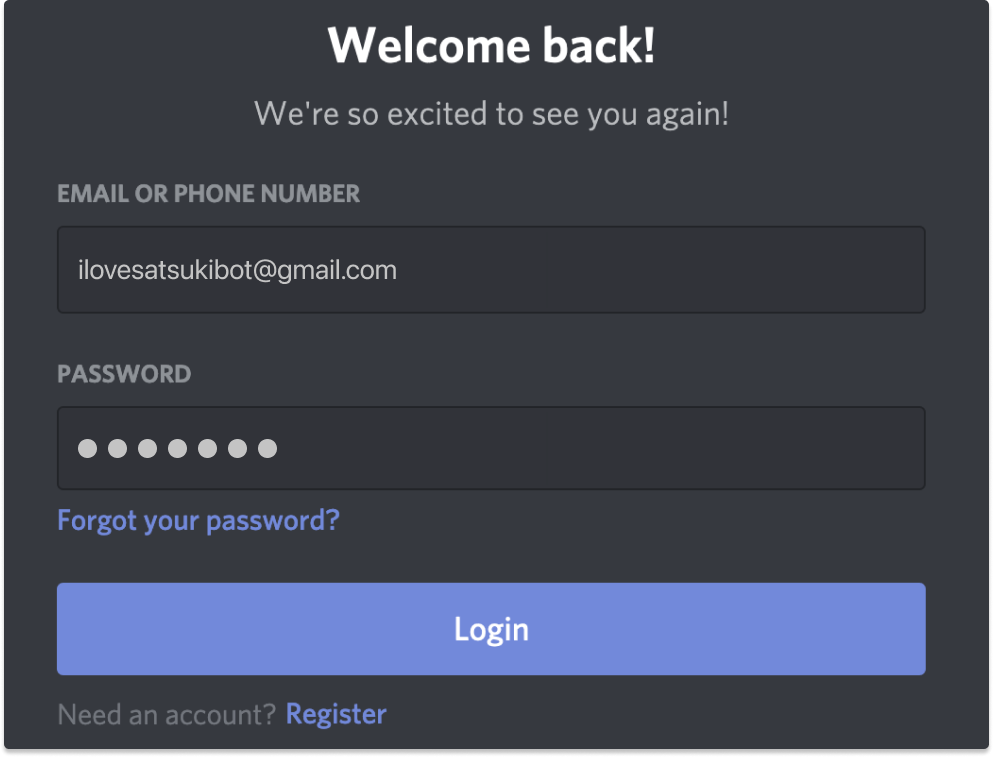 Welcome back!
We're so excited to see you again!
EMAIL OR PHONE NUMBER
ilovesatsukibot@gmail.com
PASSWORD
●●●●●●●
Forgot your password?
Login
Need an account? Register